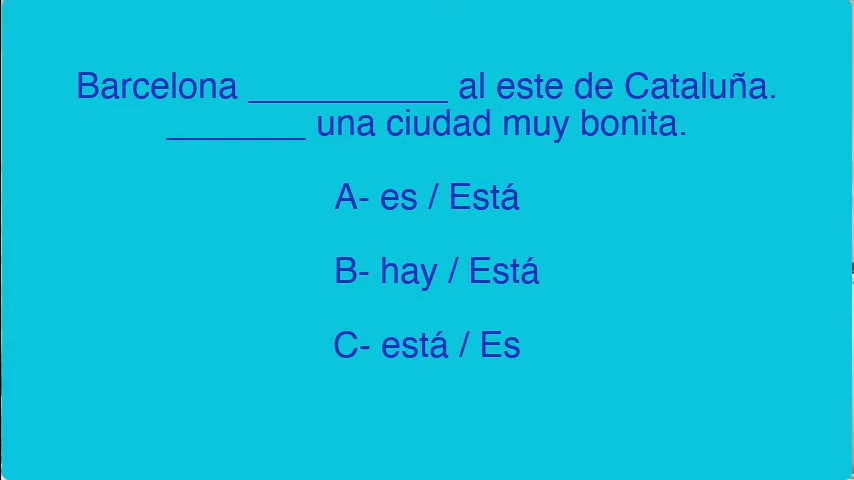 Barcelona __________ al este de Cataluña.
_______ una ciudad muy bonita.
A- es / Está
B- hay / Está
C- está / Es